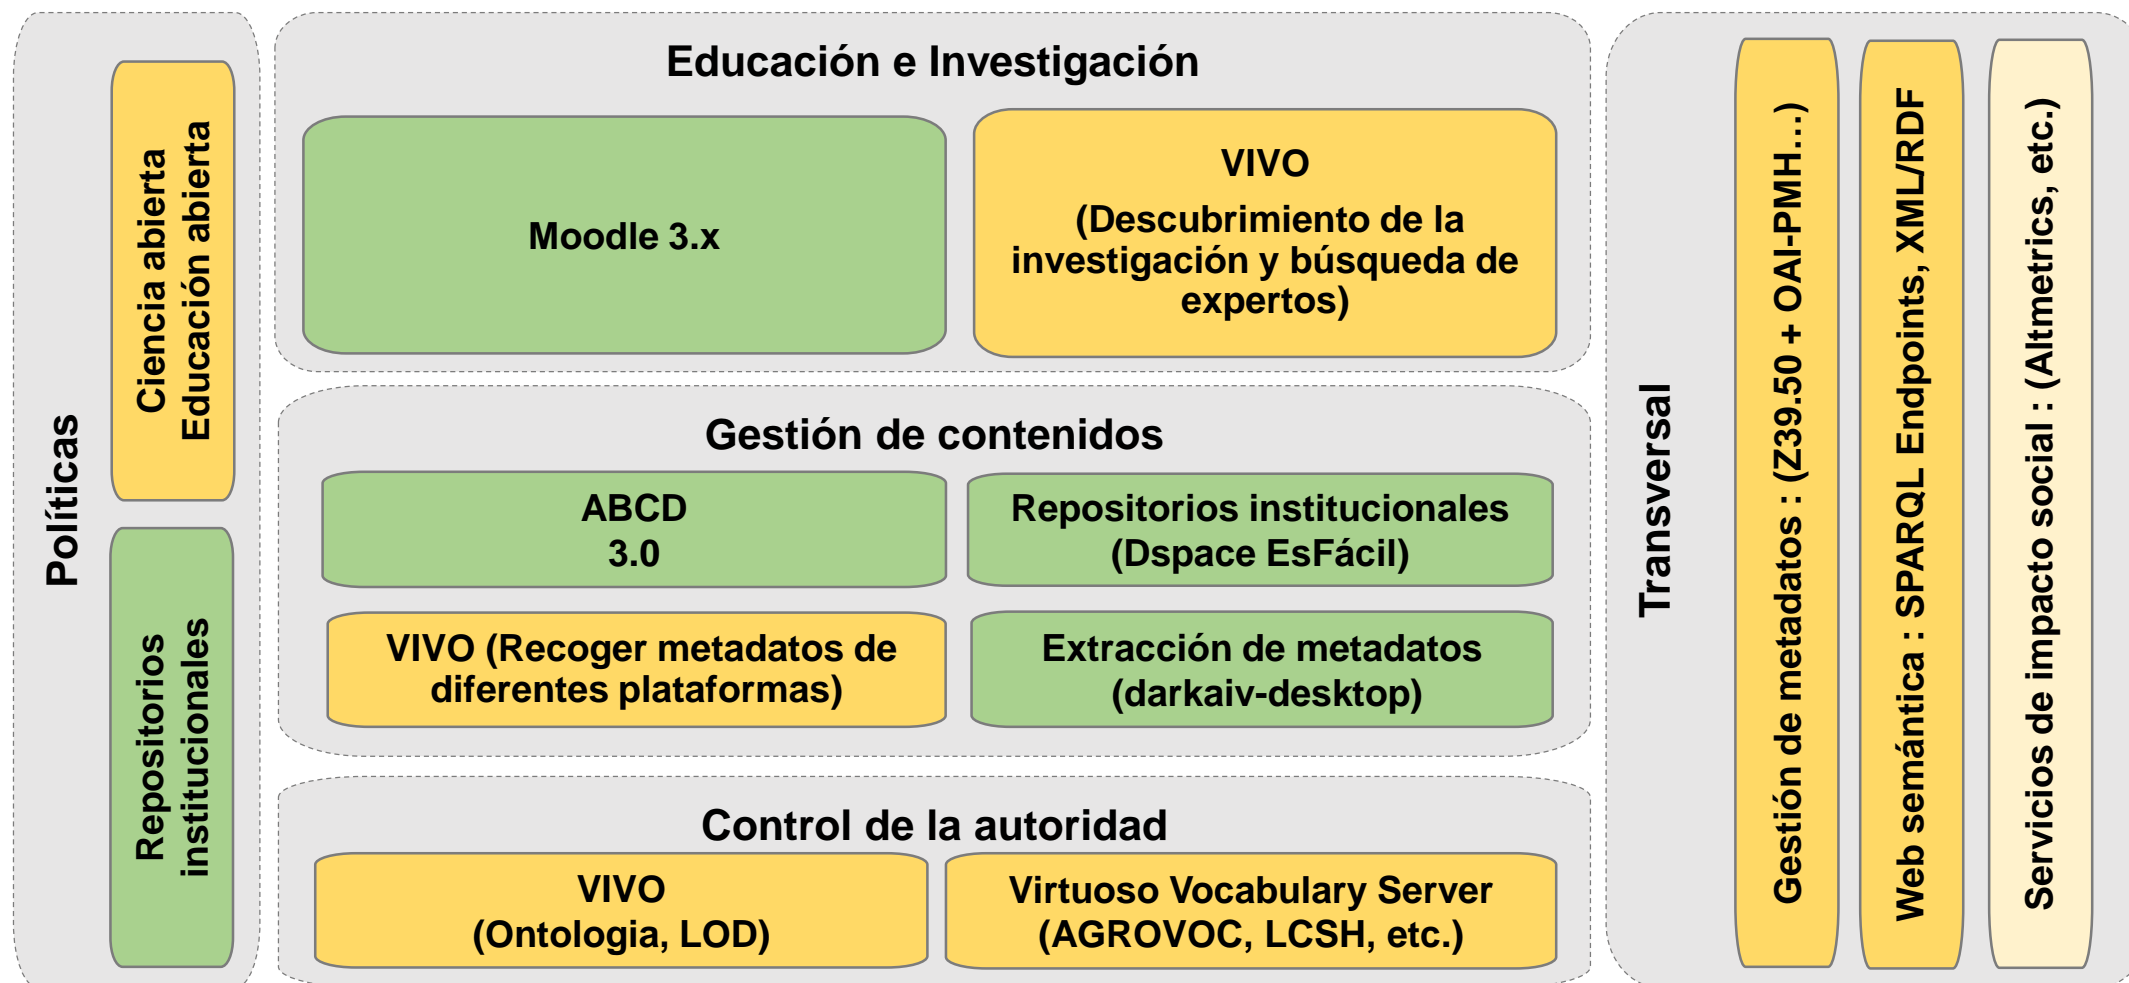 Políticas
Ciencia abierta
Educación abierta
Repositorios
institucionales
Educación e Investigación
Moodle 3.x
VIVO
(Descubrimiento de la
investigación y búsqueda de
expertos)
Gestión de contenidos
ABCD
3.0
Repositorios institucionales
(Dspace EsFácil)
VIVO (Recoger metadatos de
diferentes plataformas)
Extracción de metadatos
(darkaiv-desktop)
Control de la autoridad
VIVO
(Ontologia, LOD)
Virtuoso Vocabulary Server
(AGROVOC, LCSH, etc.)
Transversal
Gestión de metadatos : (Z39.50 + OAI-PMH…)
Web semántica : SPARQL Endpoints, XML/RDF
Servicios de impacto social : (Altmetrics, etc.)